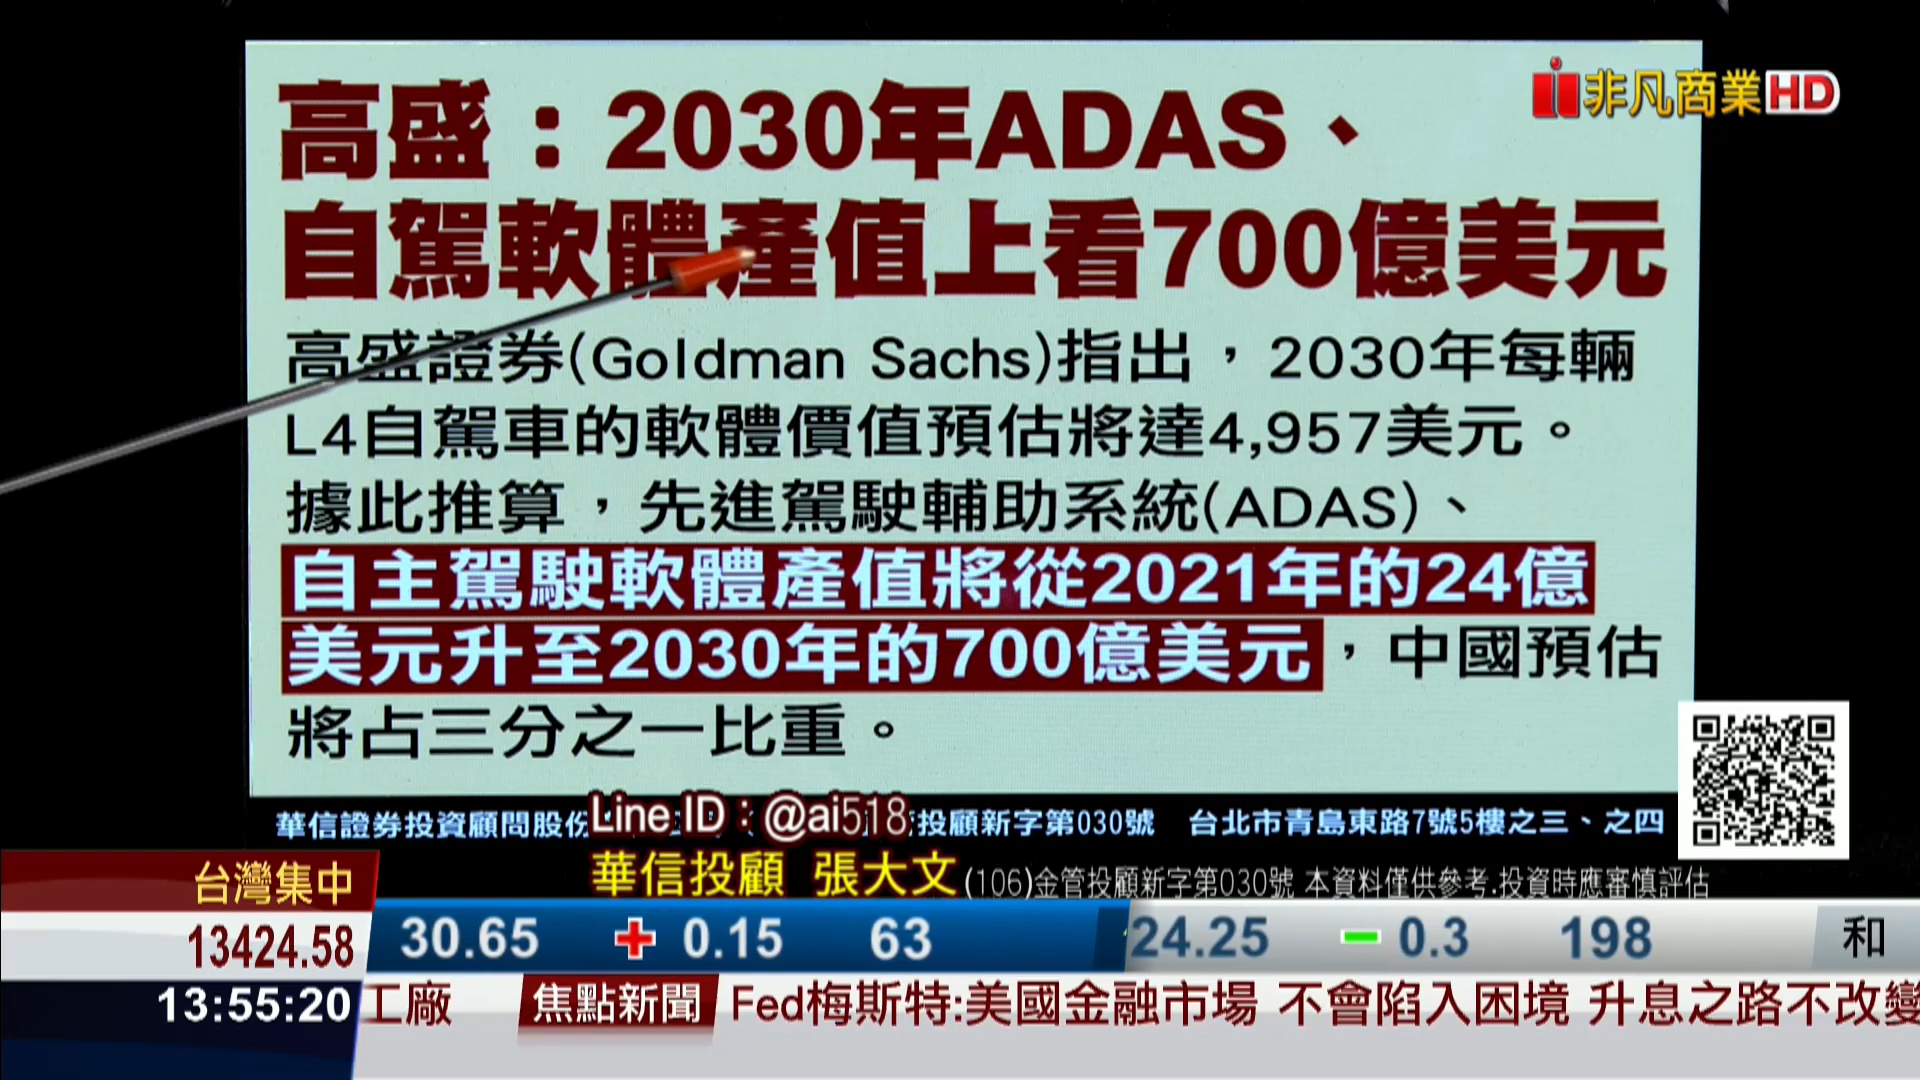 非凡商業HD
高盛：2030年ADAS、
自駕軟體產值上看700億美元
高盛證券(Goldman Sachs)指出，2030年每輛
L4自駕車的軟體價值預估將達4,957美元。
據此推算，先進駕駛輔助系統(ADAS)、
自主駕駛軟體產值將從2021年的24億
美元升至2030年的700億美元，中國預估
將占三分之一比重。
華信證券投資顧問股份
Line ID：@ai518
投顧新字第030號 台北市青島東路7號5樓之三、之四
華信投顧 張大文 (106)金管投顧新字第030號 本資料僅供參考.投資時應審慎評估
台灣集中
13424.58
30.65 + 0.15 63 24.25 - 0.3 198 和
13:55:20
工廠 焦點新聞 Fed梅斯特:美國金融市場 不會陷入困境 升息之路不改變